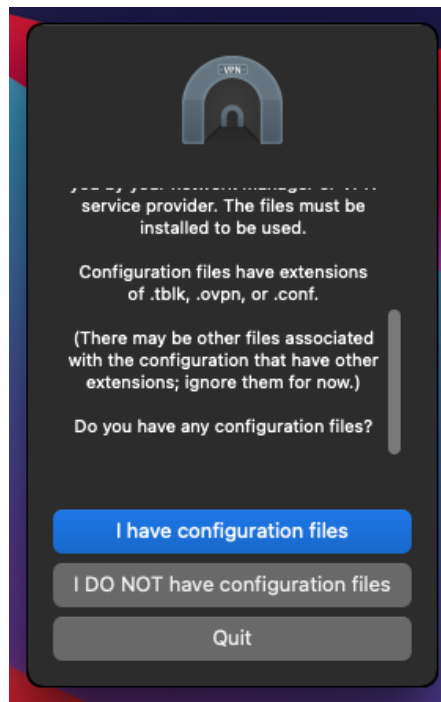 VPN
service provider. The files must be
installed to be used.
Configuration files have extensions
of .tblk, .ovpn, or .conf.
(There may be other files associated
with the configuration that have other
extensions; ignore them for now.)
Do you have any configuration files?
I have configuration files
I DO NOT have configuration files
Quit